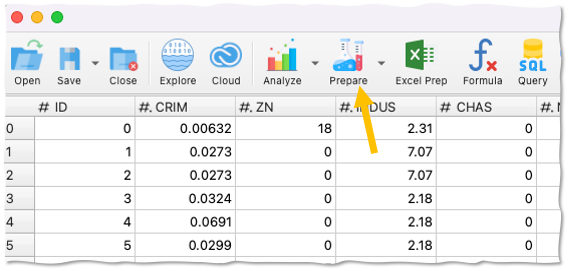 Open Save Close Explore Cloud Analyze Prepare Excel Prep Formula SQL Query
# ID #. CRIM #. ZN #. INDUS # CHAS
0 0 0.00632 18 2.31 0
1 1 0.0273 0 7.07 0
2 2 0.0273 0 7.07 0
3 3 0.0324 0 2.18 0
4 4 0.0691 0 2.18 0
5 5 0.0299 0 2.18 0